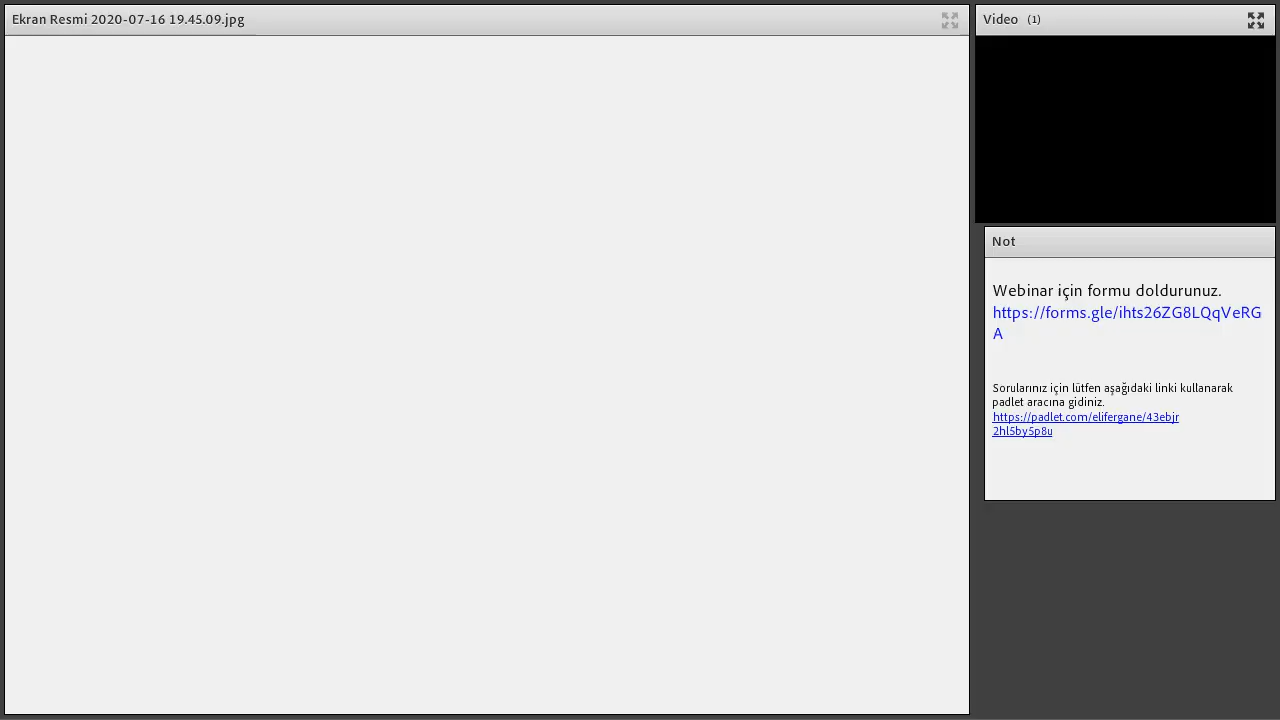 Ekran Resmi 2020-07-16 19.45.09.jpg
Video (1)
Not
Webinar için formu doldurunuz.
https://forms.gle/ihts26ZG8LQqVeRG
A
Sorularınız için lütfen aşağıdaki linki kullanarak
padlet aracına gidiniz.
https://padlet.com/elifergane/43ebjr
2hl5by5p8u